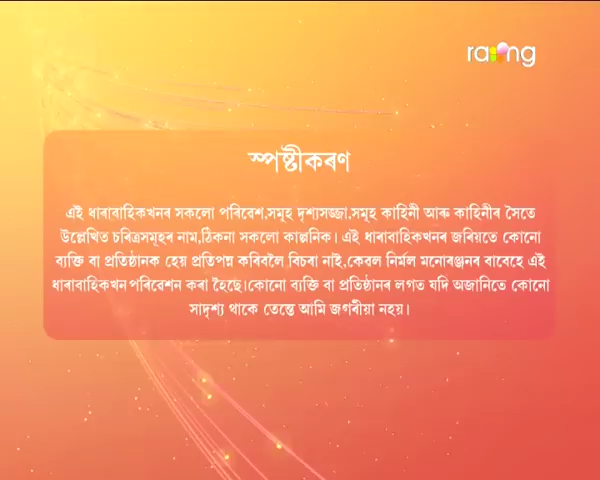 rang
স্পষ্টীকৰণ
এই ধাৰাবাহিকখনৰ সকলো পৰিৱেশ,সমূহ দৃশ্যসজ্জা,সমূহ কাহিনী আৰু কাহিনীৰ সৈতে
উল্লেখিত চৰিত্ৰসমূহৰ নাম,ঠিকনা সকলো কাল্পনিক। এই ধাৰাবাহিকখনৰ জৰিয়তে কোনো
ব্যক্তি বা প্ৰতিষ্ঠানক হেয় প্ৰতিপন্ন কৰিবলৈ বিচৰা নাই,কেৱল নিৰ্মল মনোৰঞ্জনৰ বাবেহে এই
ধাৰাবাহিকখন পৰিৱেশন কৰা হৈছে।কোনো ব্যক্তি বা প্ৰতিষ্ঠানৰ লগত যদি অজানিতে কোনো
সাদৃশ্য থাকে তেন্তে আমি জগৰীয়া নহয়।